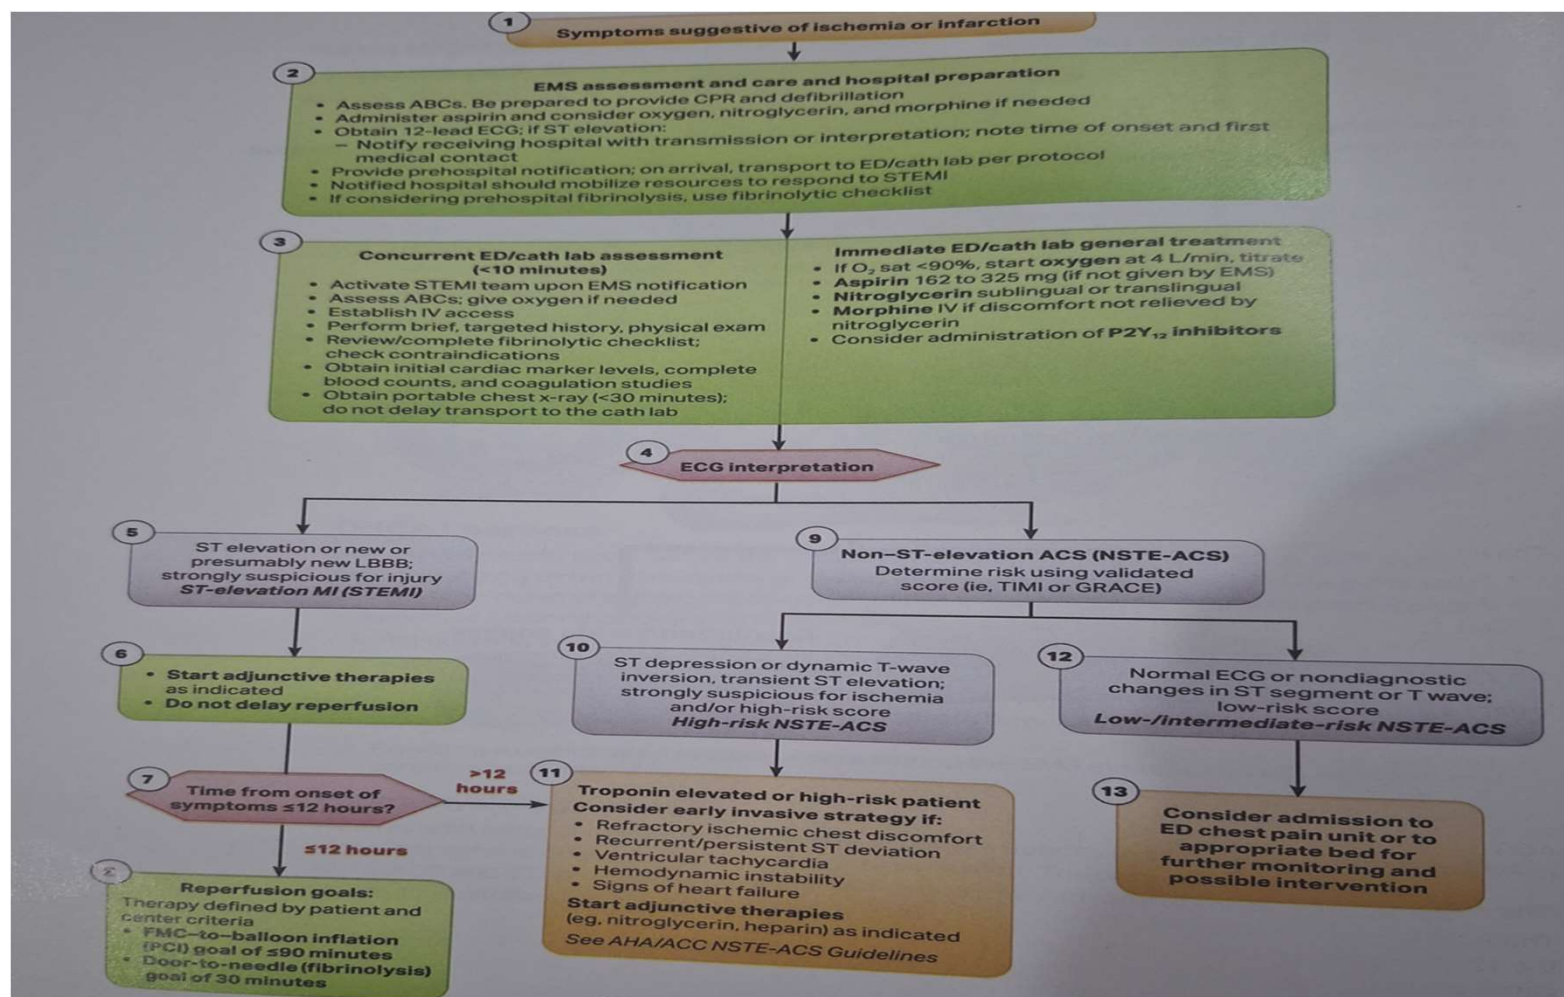 1
Symptoms suggestive of ischemia or infarction
2
EMS assessment and care and hospital preparation
• Assess ABCs. Be prepared to provide CPR and defibrillation
• Administer aspirin and consider oxygen, nitroglycerin, and morphine if needed
• Obtain 12-lead ECG; if ST elevation:
– Notify receiving hospital with transmission or interpretation; note time of onset and first
medical contact
• Provide prehospital notification; on arrival, transport to ED/cath lab per protocol
• Notified hospital should mobilize resources to respond to STEMI
• If considering prehospital fibrinolysis, use fibrinolytic checklist
3
Concurrent ED/cath lab assessment
(<10 minutes)
• Activate STEMI team upon EMS notification
• Assess ABCs; give oxygen if needed
• Establish IV access
• Perform brief, targeted history, physical exam
• Review/complete fibrinolytic checklist;
check contraindications
• Obtain initial cardiac marker levels, complete
blood counts, and coagulation studies
• Obtain portable chest x-ray (<30 minutes);
do not delay transport to the cath lab
Immediate ED/cath lab general treatment
• If O₂ sat <90%, start oxygen at 4 L/min, titrate
• Aspirin 162 to 325 mg (if not given by EMS)
• Nitroglycerin sublingual or translingual
• Morphine IV if discomfort not relieved by
nitroglycerin
• Consider administration of P2Y₁₂ inhibitors
4
ECG interpretation
5
ST elevation or new or
presumably new LBBB;
strongly suspicious for injury
ST-elevation MI (STEMI)
6
• Start adjunctive therapies
as indicated
• Do not delay reperfusion
7
Time from onset of
symptoms ≤12 hours?
>12
hours
≤12 hours
Reperfusion goals:
Therapy defined by patient and
center criteria
• FMC-to-balloon inflation
(PCI) goal of ≤90 minutes
• Door-to-needle (fibrinolysis)
goal of 30 minutes
9
Non–ST-elevation ACS (NSTE-ACS)
Determine risk using validated
score (ie, TIMI or GRACE)
10
ST depression or dynamic T-wave
inversion, transient ST elevation;
strongly suspicious for ischemia
and/or high-risk score
High-risk NSTE-ACS
11
Troponin elevated or high-risk patient
Consider early invasive strategy if:
• Refractory ischemic chest discomfort
• Recurrent/persistent ST deviation
• Ventricular tachycardia
• Hemodynamic instability
• Signs of heart failure
Start adjunctive therapies
(eg, nitroglycerin, heparin) as indicated
See AHA/ACC NSTE-ACS Guidelines
12
Normal ECG or nondiagnostic
changes in ST segment or T wave;
low-risk score
Low-/intermediate-risk NSTE-ACS
13
Consider admission to
ED chest pain unit or to
appropriate bed for
further monitoring and
possible intervention